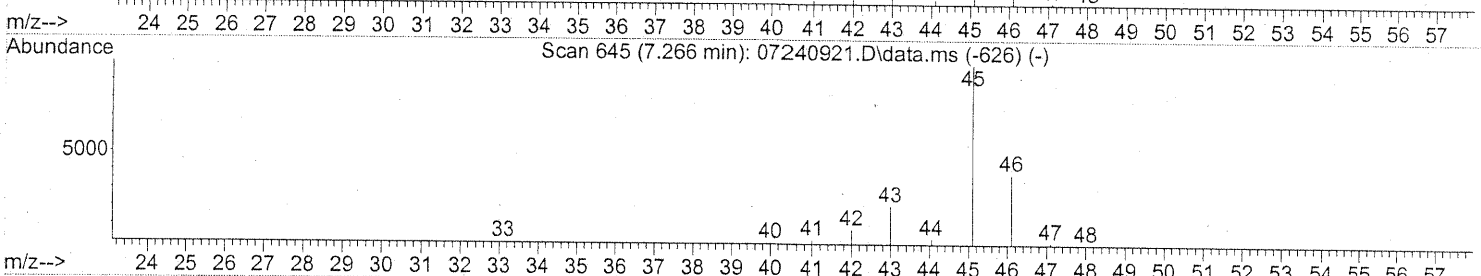 m/z--> 24 25 26 27 28 29 30 31 32 33 34 35 36 37 38 39 40 41 42 43 44 45 46 47 48 49 50 51 52 53 54 55 56 57
Abundance
Scan 645 (7.266 min): 07240921.D\data.ms (-626) (-)
45
5000
46
43
33 40 41 42 44 47 48
m/z--> 24 25 26 27 28 29 30 31 32 33 34 35 36 37 38 39 40 41 42 43 44 45 46 47 48 49 50 51 52 53 54 55 56 57